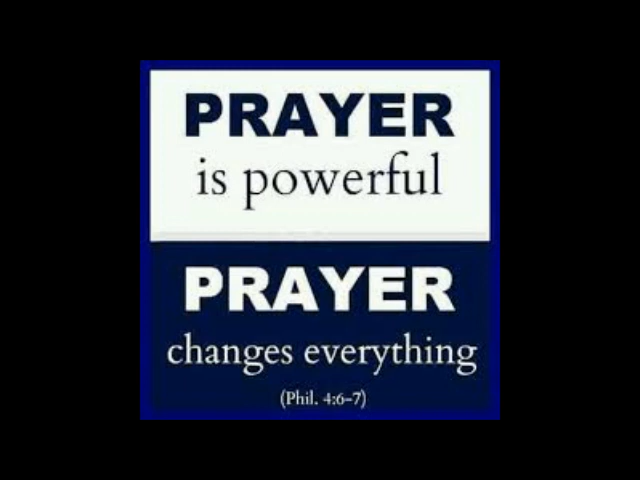 PRAYER
is powerful
PRAYER
changes everything
(Phil. 4:6-7)